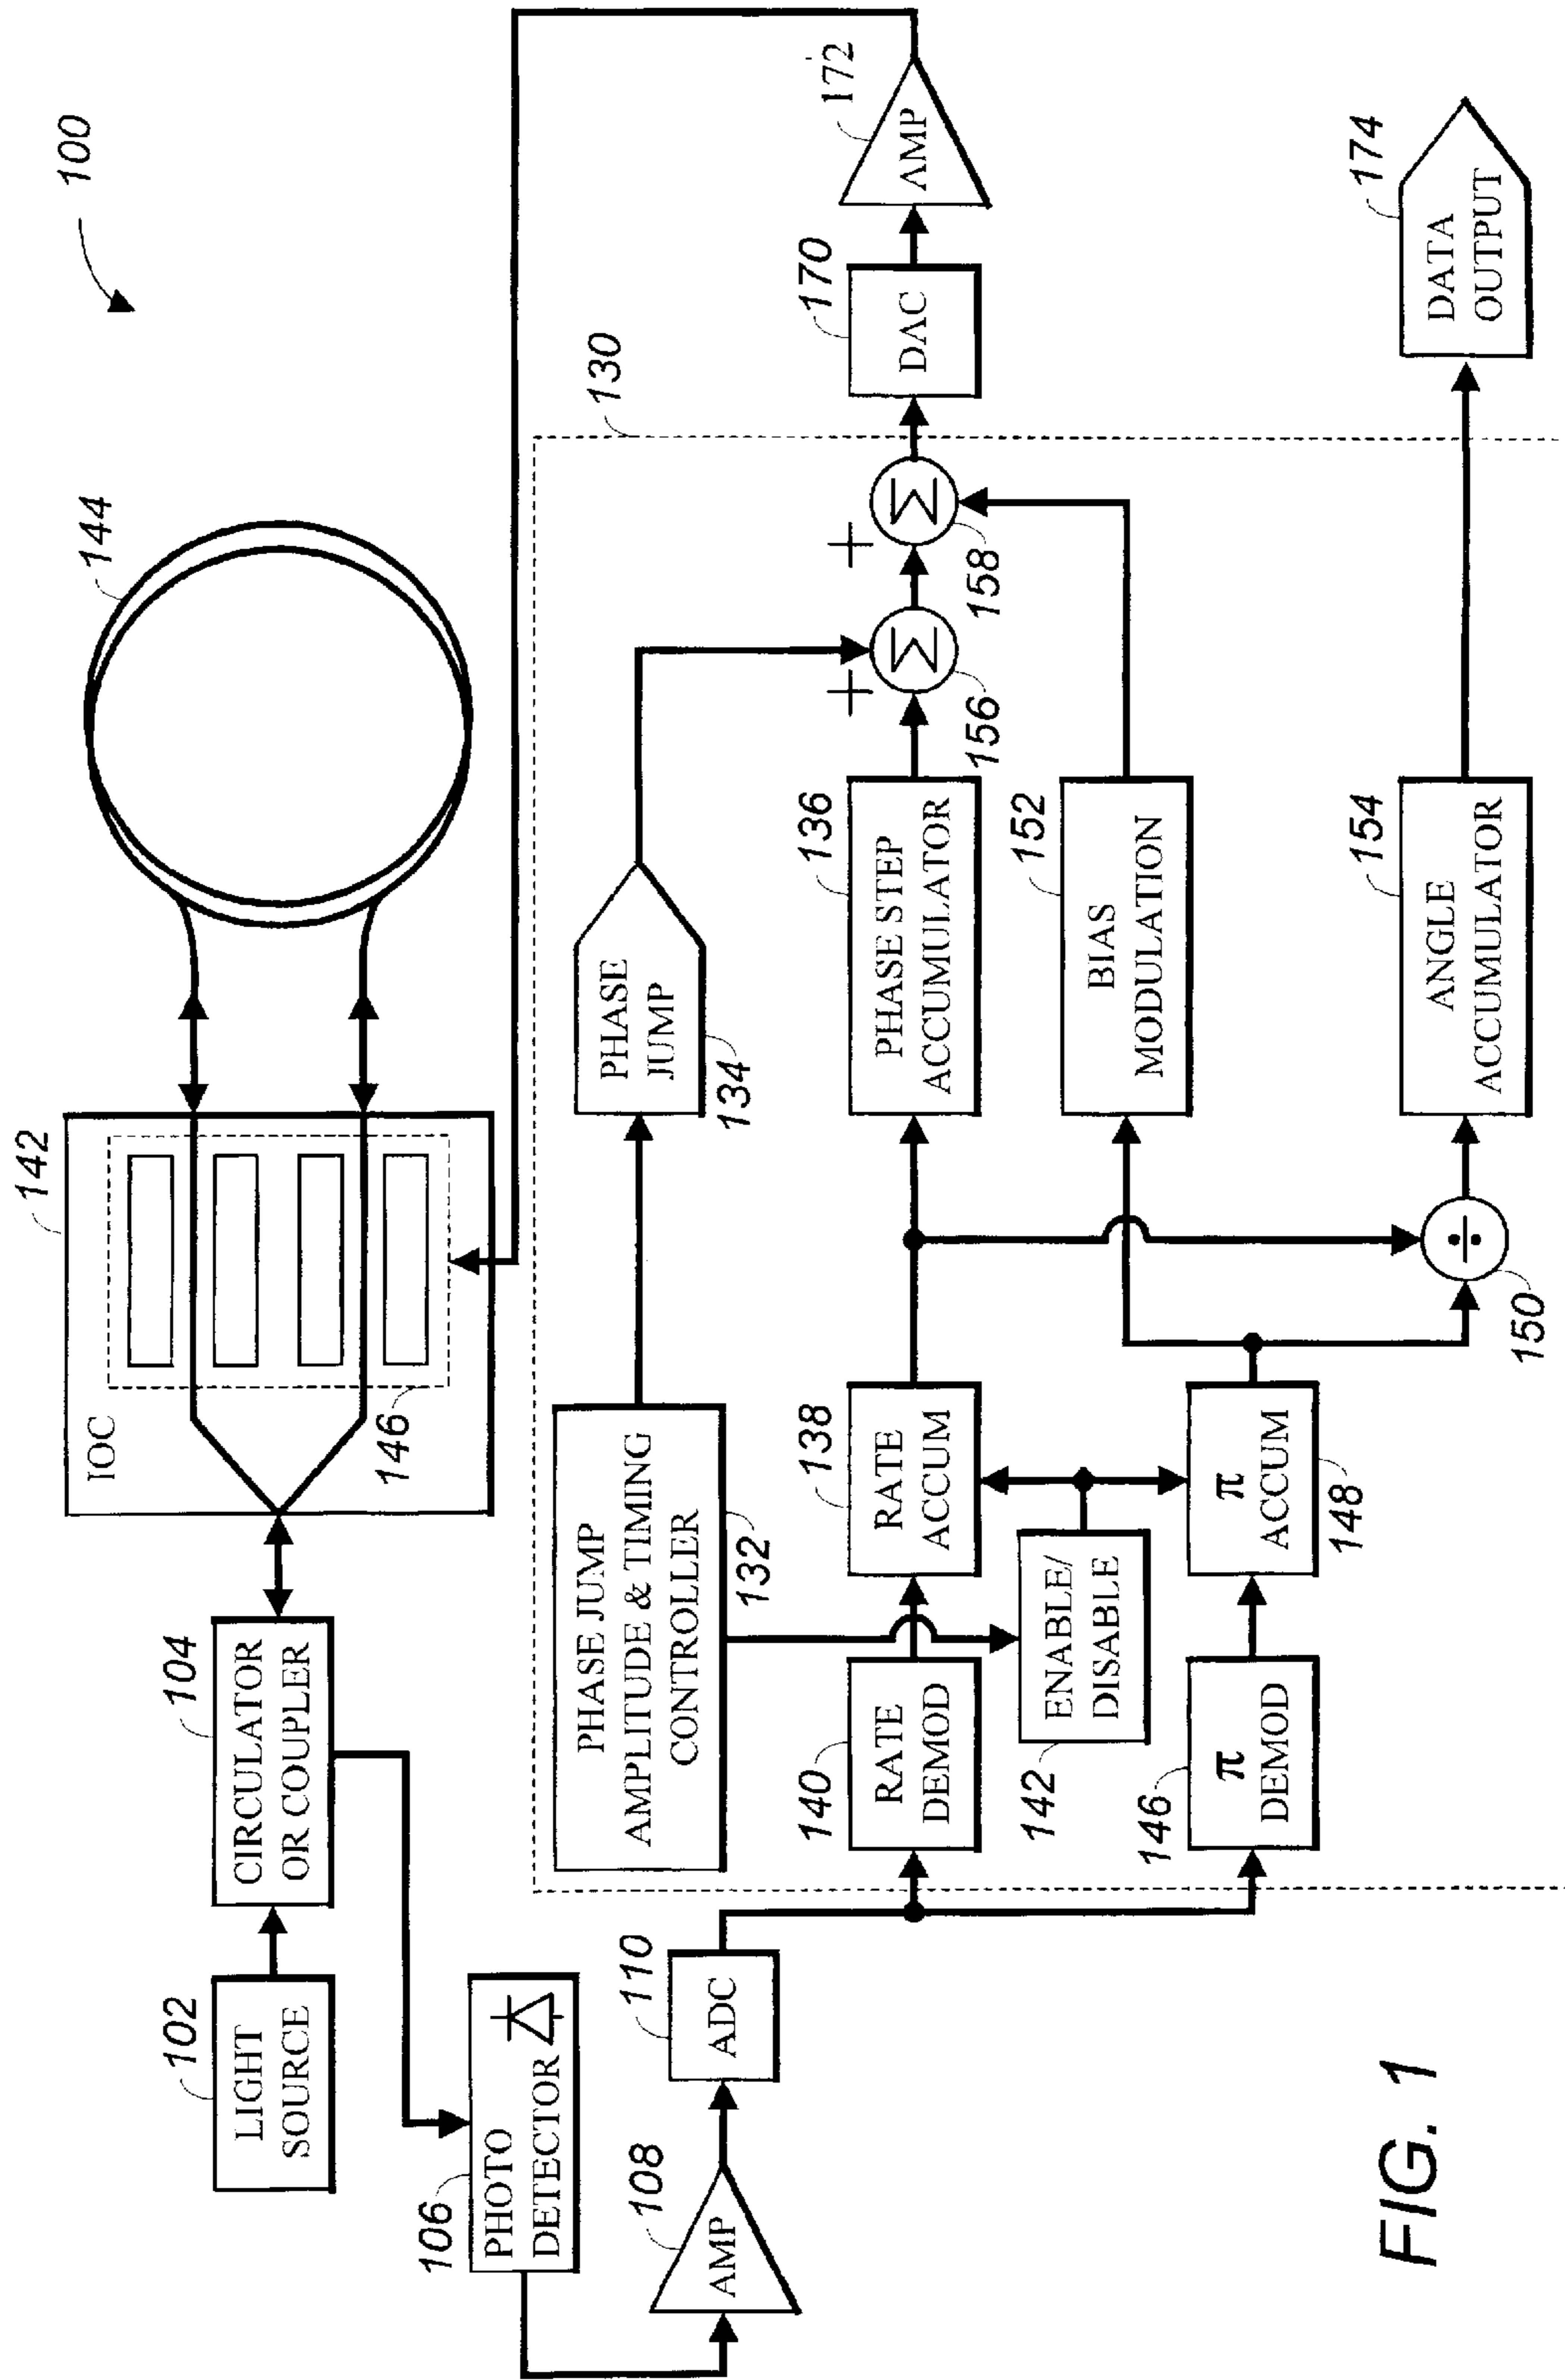 100
142
144
IOC
146
102
LIGHT
SOURCE
104
CIRCULATOR
OR COUPLER
106
PHOTO
DETECTOR
108
AMP
110
ADC
130
PHASE JUMP
AMPLITUDE & TIMING
CONTROLLER
132
PHASE
JUMP
134
140
RATE
DEMOD
138
RATE
ACCUM
136
PHASE STEP
ACCUMULATOR
+
Σ
156
+
Σ
158
170
DAC
172
AMP
142
ENABLE/
DISABLE
152
BIAS
MODULATION
146
π
DEMOD
π
ACCUM
148
÷
150
154
ANGLE
ACCUMULATOR
174
DATA
OUTPUT
FIG. 1